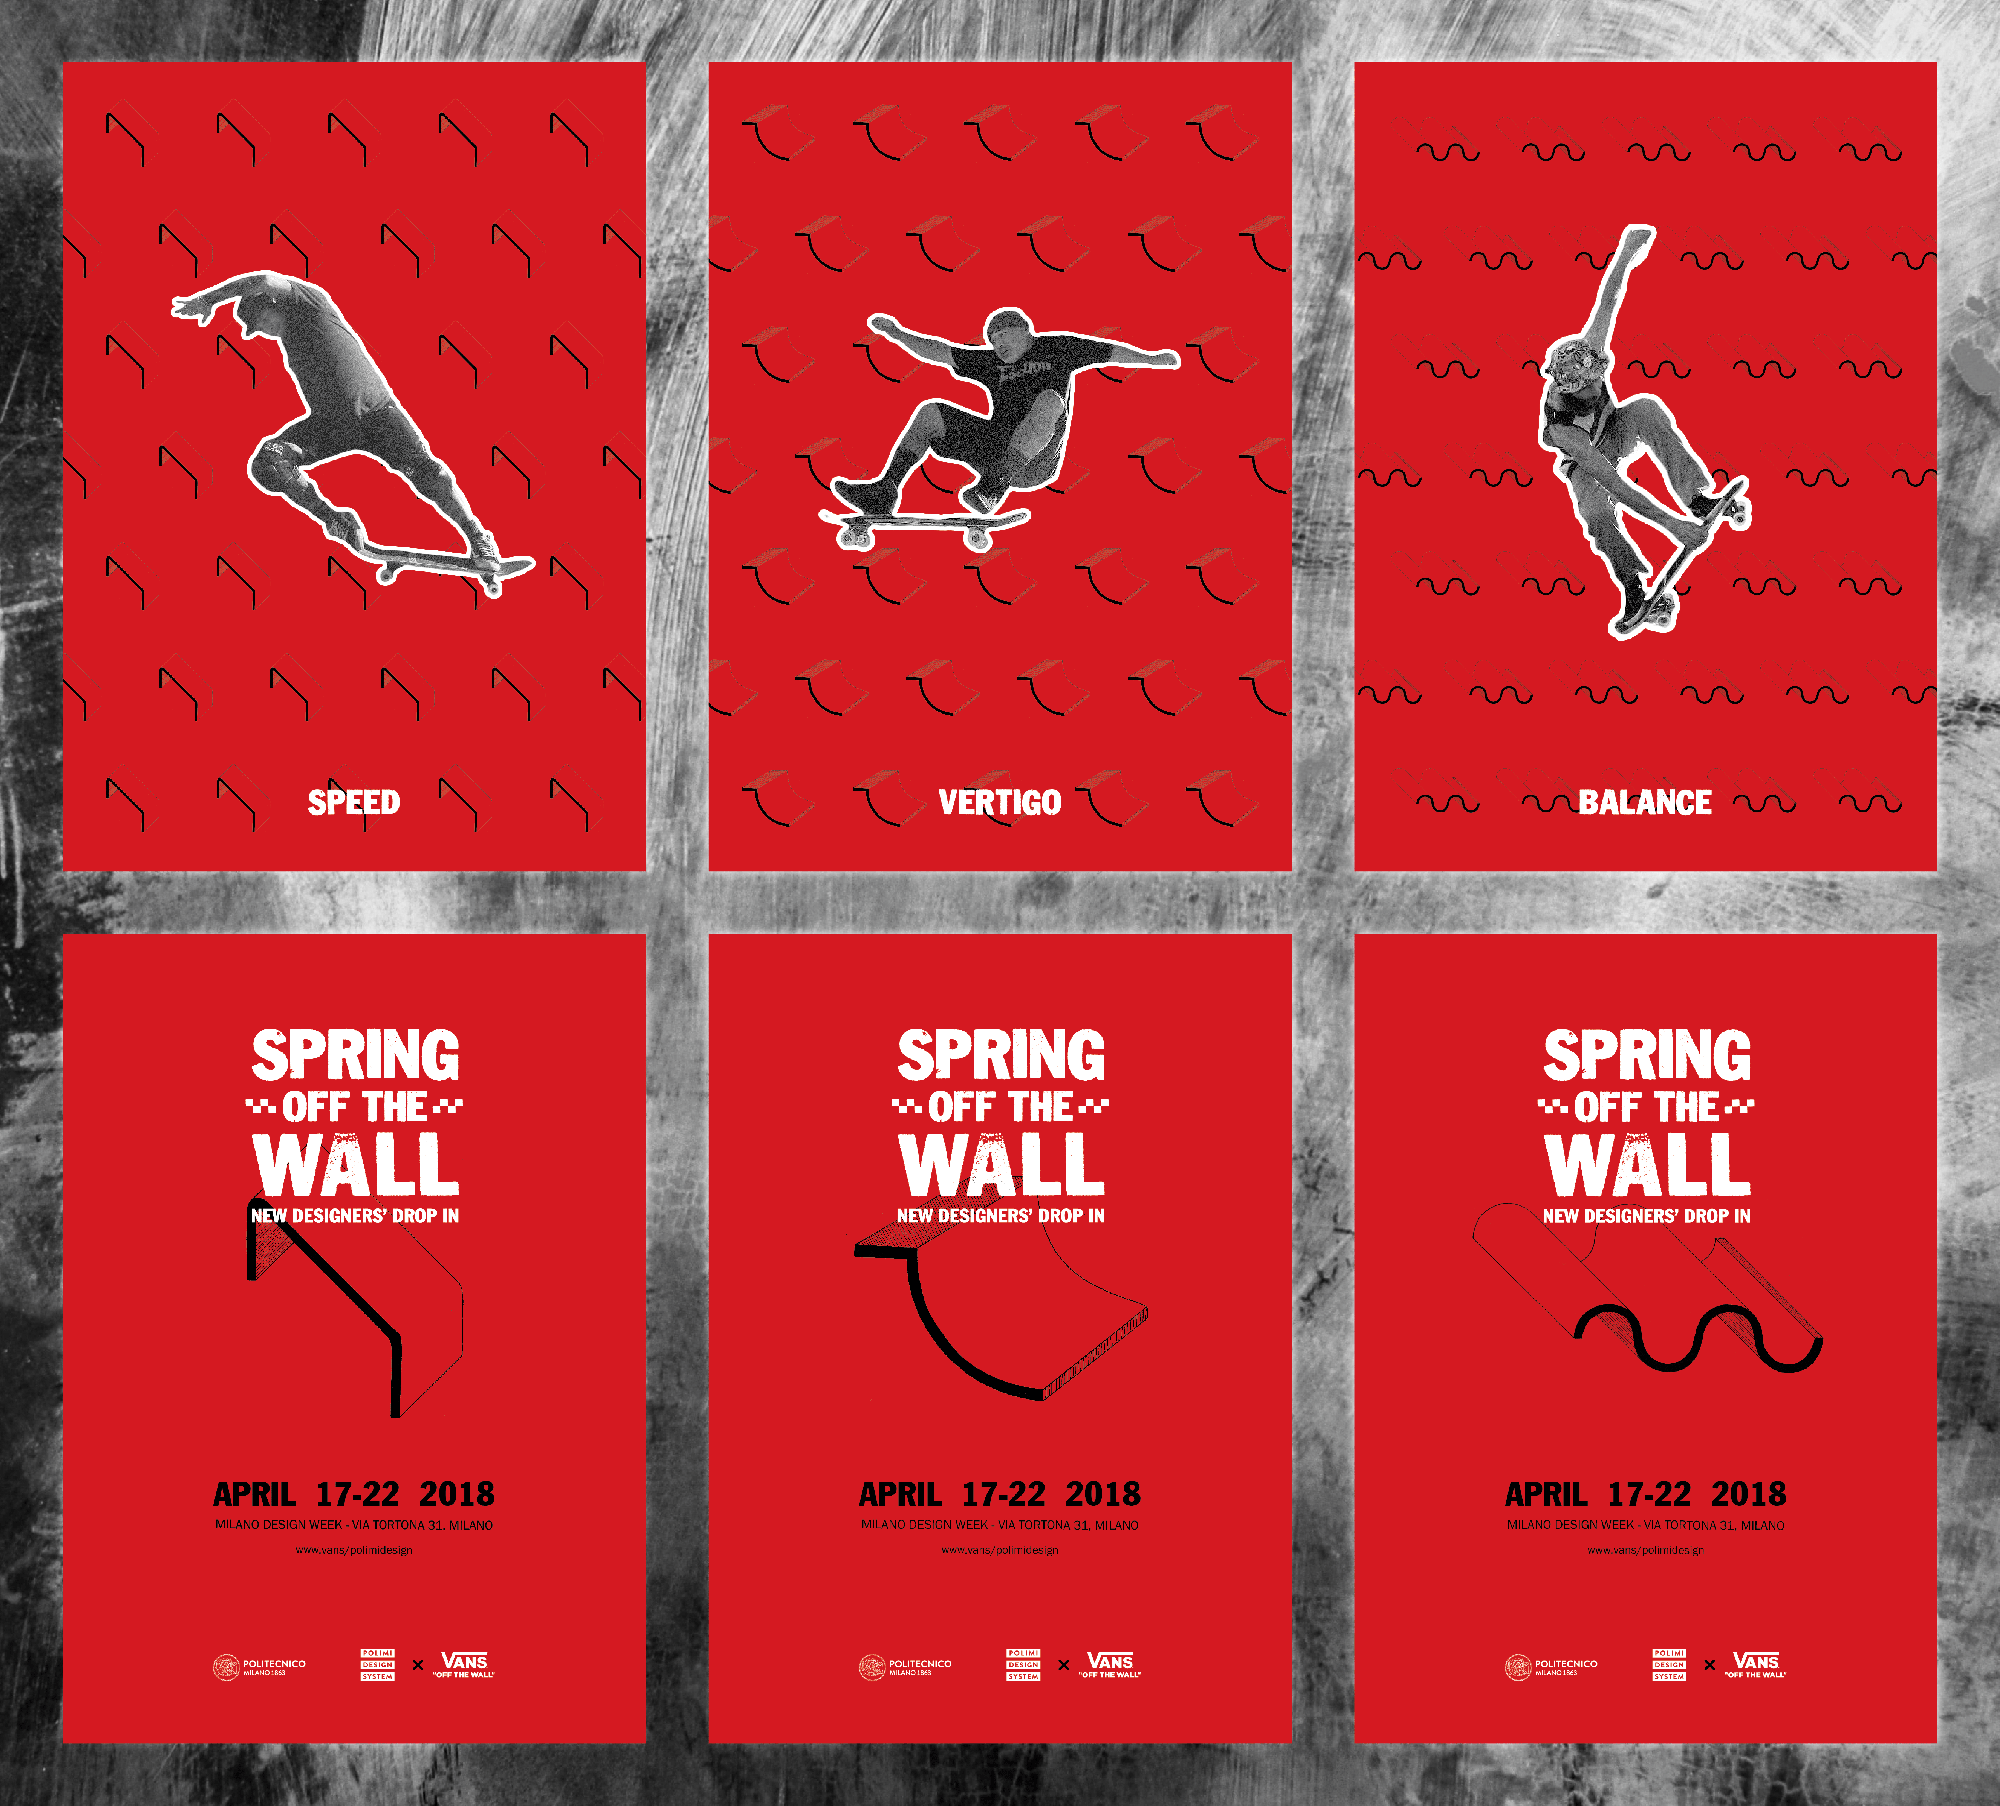 SPEED
VERTIGO
BALANCE
SPRING
OFF THE
WALL
NEW DESIGNERS' DROP IN
APRIL 17-22 2018
MILANO DESIGN WEEK - VIA TORTONA 31, MILANO
www.vans/polimidesign
POLITECNICO
MILANO 1863
POLIMI
DESIGN
SYSTEM
×
VANS
"OFF THE WALL"
SPRING
OFF THE
WALL
NEW DESIGNERS' DROP IN
APRIL 17-22 2018
MILANO DESIGN WEEK - VIA TORTONA 31, MILANO
www.vans/polimidesign
POLITECNICO
MILANO 1863
POLIMI
DESIGN
SYSTEM
×
VANS
"OFF THE WALL"
SPRING
OFF THE
WALL
NEW DESIGNERS' DROP IN
APRIL 17-22 2018
MILANO DESIGN WEEK - VIA TORTONA 31, MILANO
www.vans/polimidesign
POLITECNICO
MILANO 1863
POLIMI
DESIGN
SYSTEM
×
VANS
"OFF THE WALL"